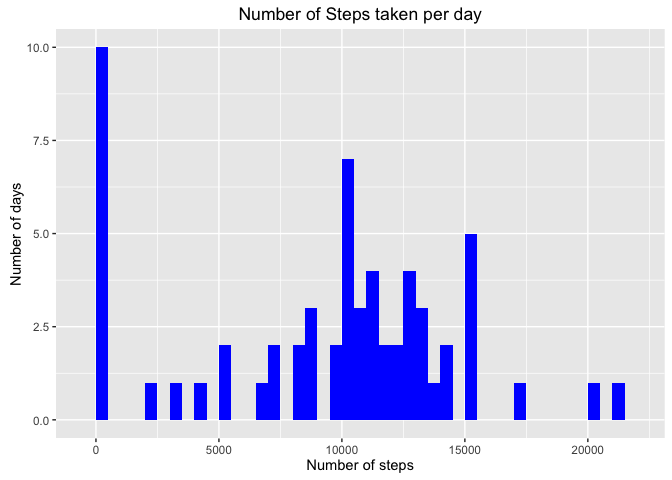 Number of Steps taken per day
Number of days
10.0
7.5
5.0
2.5
0.0
0 5000 10000 15000 20000
Number of steps